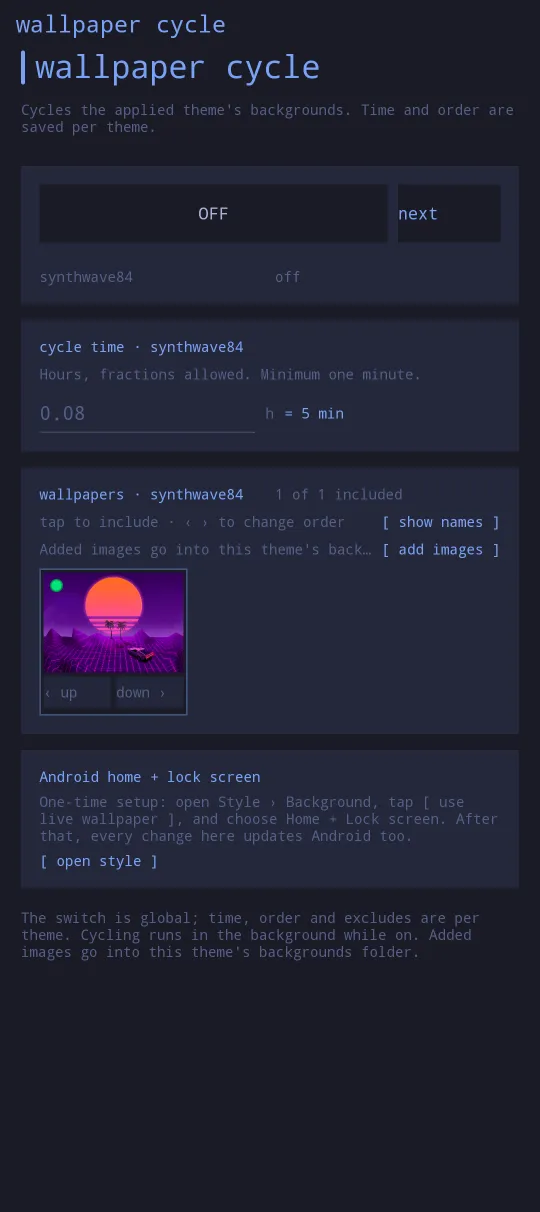 wallpaper cycle
wallpaper cycle
Cycles the applied theme's backgrounds. Time and order are
saved per theme.
OFF
next
synthwave84 off
cycle time · synthwave84
Hours, fractions allowed. Minimum one minute.
0.08 h = 5 min
wallpapers · synthwave84 1 of 1 included
tap to include · ‹ › to change order [ show names ]
Added images go into this theme's back… [ add images ]
‹ up down ›
Android home + lock screen
One-time setup: open Style › Background, tap [ use
live wallpaper ], and choose Home + Lock screen. After
that, every change here updates Android too.
[ open style ]
The switch is global; time, order and excludes are per
theme. Cycling runs in the background while on. Added
images go into this theme's backgrounds folder.